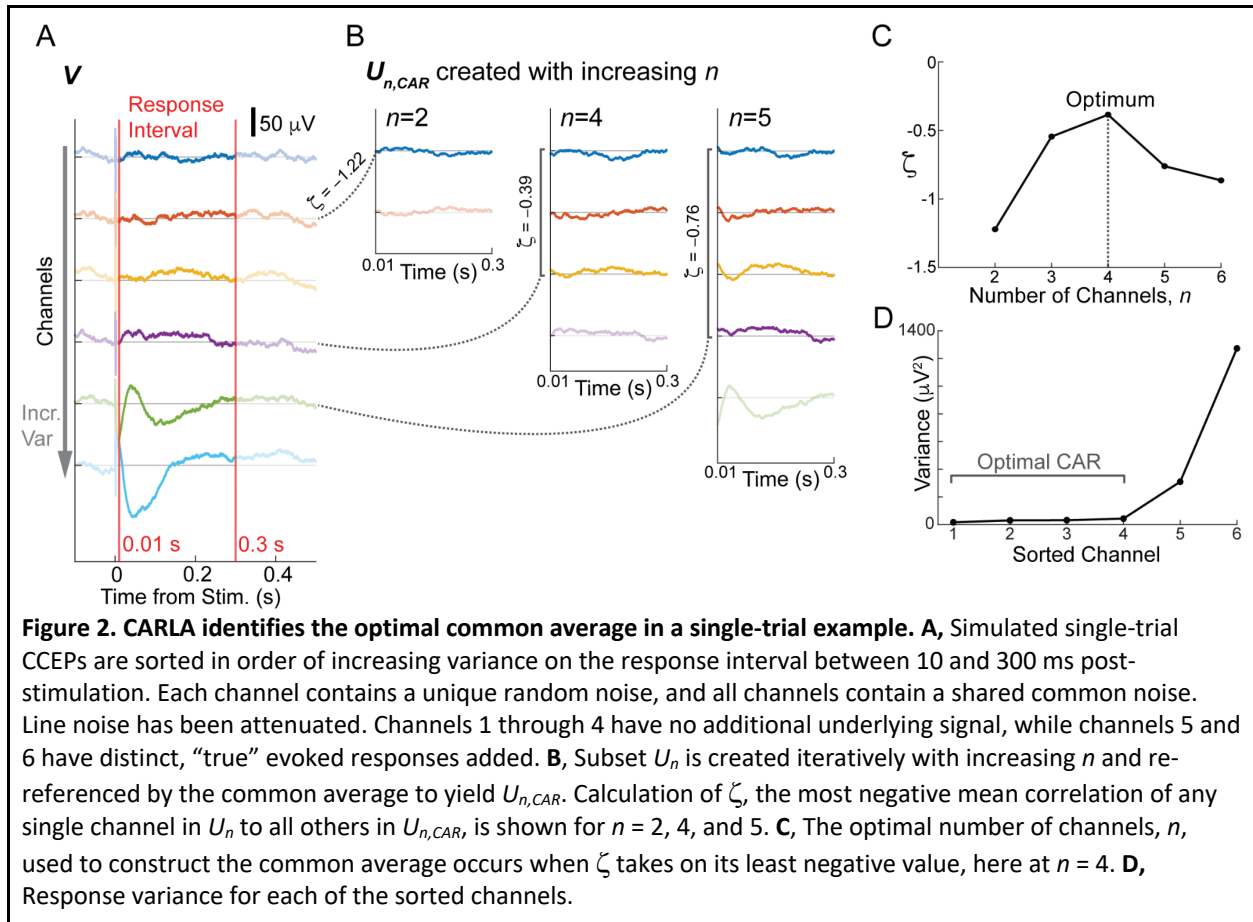 A
V
Response
Interval
50 μV
Channels
Incr.
Var
0.01 s
0.3 s
0
0.2
0.4
Time from Stim. (s)
B
U n,CAR created with increasing n
n=2
n=4
n=5
ζ = −1.22
ζ = −0.39
ζ = −0.76
0.01
Time (s)
0.3
0.01
Time (s)
0.3
0.01
Time (s)
0.3
C
0
-0.5
-1
-1.5
ζ
Optimum
2
3
4
5
6
Number of Channels, n
D
1400
0
Variance (μV²)
Optimal CAR
1
2
3
4
5
6
Sorted Channel
Figure 2. CARLA identifies the optimal common average in a single-trial example. A, Simulated single-trial
CCEPs are sorted in order of increasing variance on the response interval between 10 and 300 ms post-
stimulation. Each channel contains a unique random noise, and all channels contain a shared common noise.
Line noise has been attenuated. Channels 1 through 4 have no additional underlying signal, while channels 5 and
6 have distinct, “true” evoked responses added. B, Subset Un is created iteratively with increasing n and re-
referenced by the common average to yield Un,CAR. Calculation of ζ, the most negative mean correlation of any
single channel in Un to all others in Un,CAR, is shown for n = 2, 4, and 5. C, The optimal number of channels, n,
used to construct the common average occurs when ζ takes on its least negative value, here at n = 4. D,
Response variance for each of the sorted channels.